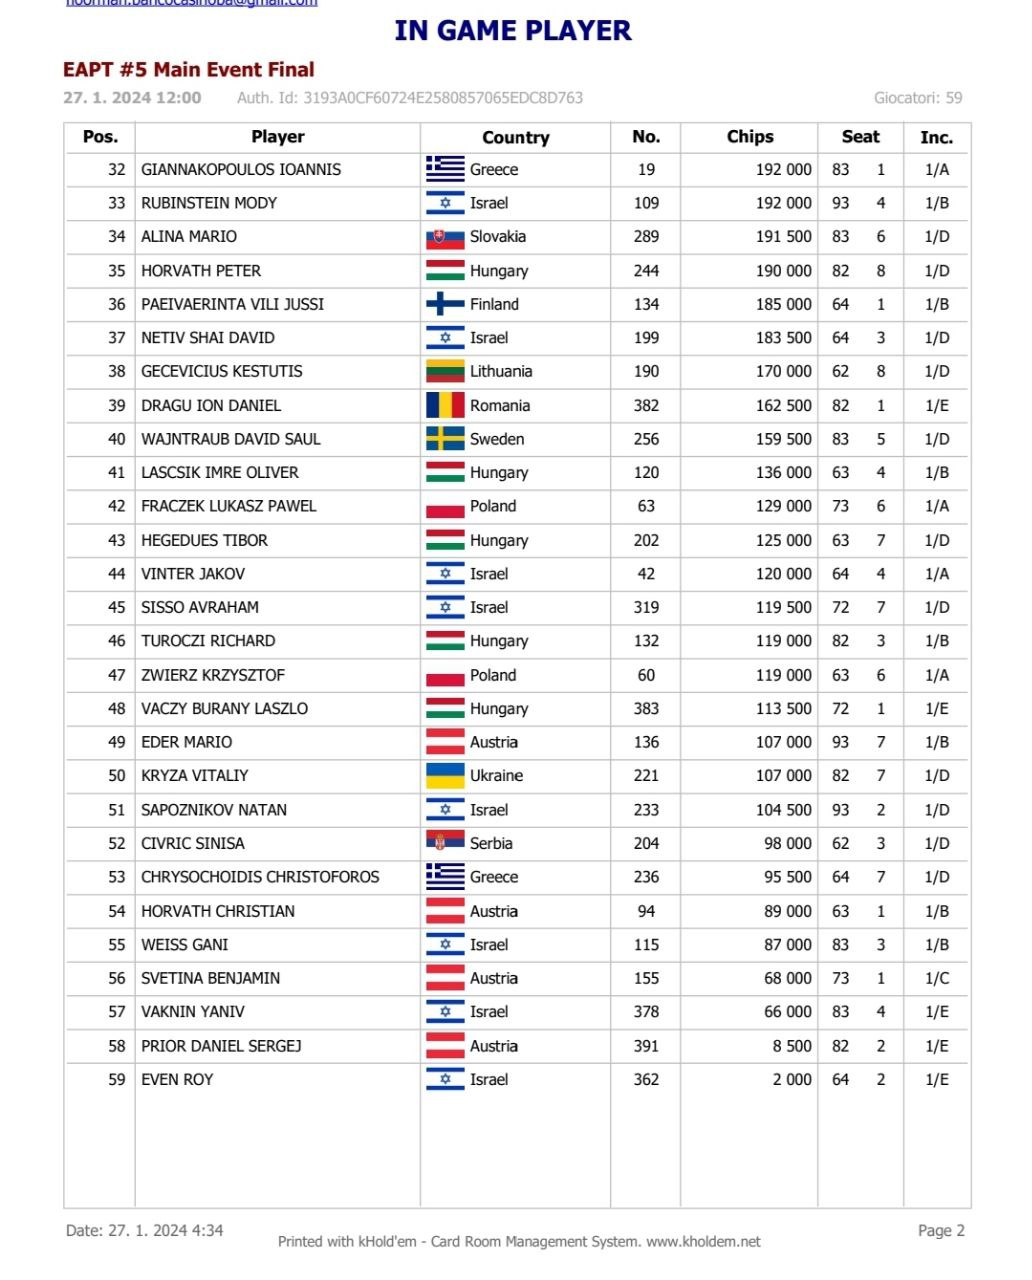 noorman.bancocasinoba@gmail.com
IN GAME PLAYER
EAPT #5 Main Event Final
27. 1. 2024 12:00 Auth. Id: 3193A0CF60724E2580857065EDC8D763 Giocatori: 59
Pos. Player Country No. Chips Seat Inc.
32 GIANNAKOPOULOS IOANNIS Greece 19 192 000 83 1 1/A
33 RUBINSTEIN MODY Israel 109 192 000 93 4 1/B
34 ALINA MARIO Slovakia 289 191 500 83 6 1/D
35 HORVATH PETER Hungary 244 190 000 82 8 1/D
36 PAEIVAERINTA VILI JUSSI Finland 134 185 000 64 1 1/B
37 NETIV SHAI DAVID Israel 199 183 500 64 3 1/D
38 GECEVICIUS KESTUTIS Lithuania 190 170 000 62 8 1/D
39 DRAGU ION DANIEL Romania 382 162 500 82 1 1/E
40 WAJNTRAUB DAVID SAUL Sweden 256 159 500 83 5 1/D
41 LASCSIK IMRE OLIVER Hungary 120 136 000 63 4 1/B
42 FRACZEK LUKASZ PAWEL Poland 63 129 000 73 6 1/A
43 HEGEDUES TIBOR Hungary 202 125 000 63 7 1/D
44 VINTER JAKOV Israel 42 120 000 64 4 1/A
45 SISSO AVRAHAM Israel 319 119 500 72 7 1/D
46 TUROCZI RICHARD Hungary 132 119 000 82 3 1/B
47 ZWIERZ KRZYSZTOF Poland 60 119 000 63 6 1/A
48 VACZY BURANY LASZLO Hungary 383 113 500 72 1 1/E
49 EDER MARIO Austria 136 107 000 93 7 1/B
50 KRYZA VITALIY Ukraine 221 107 000 82 7 1/D
51 SAPOZNIKOV NATAN Israel 233 104 500 93 2 1/D
52 CIVRIC SINISA Serbia 204 98 000 62 3 1/D
53 CHRYSOCHOIDIS CHRISTOFOROS Greece 236 95 500 64 7 1/D
54 HORVATH CHRISTIAN Austria 94 89 000 63 1 1/B
55 WEISS GANI Israel 115 87 000 83 3 1/B
56 SVETINA BENJAMIN Austria 155 68 000 73 1 1/C
57 VAKNIN YANIV Israel 378 66 000 83 4 1/E
58 PRIOR DANIEL SERGEJ Austria 391 8 500 82 2 1/E
59 EVEN ROY Israel 362 2 000 64 2 1/E
Date: 27. 1. 2024 4:34 Page 2
Printed with kHold'em - Card Room Management System. www.kholdem.net